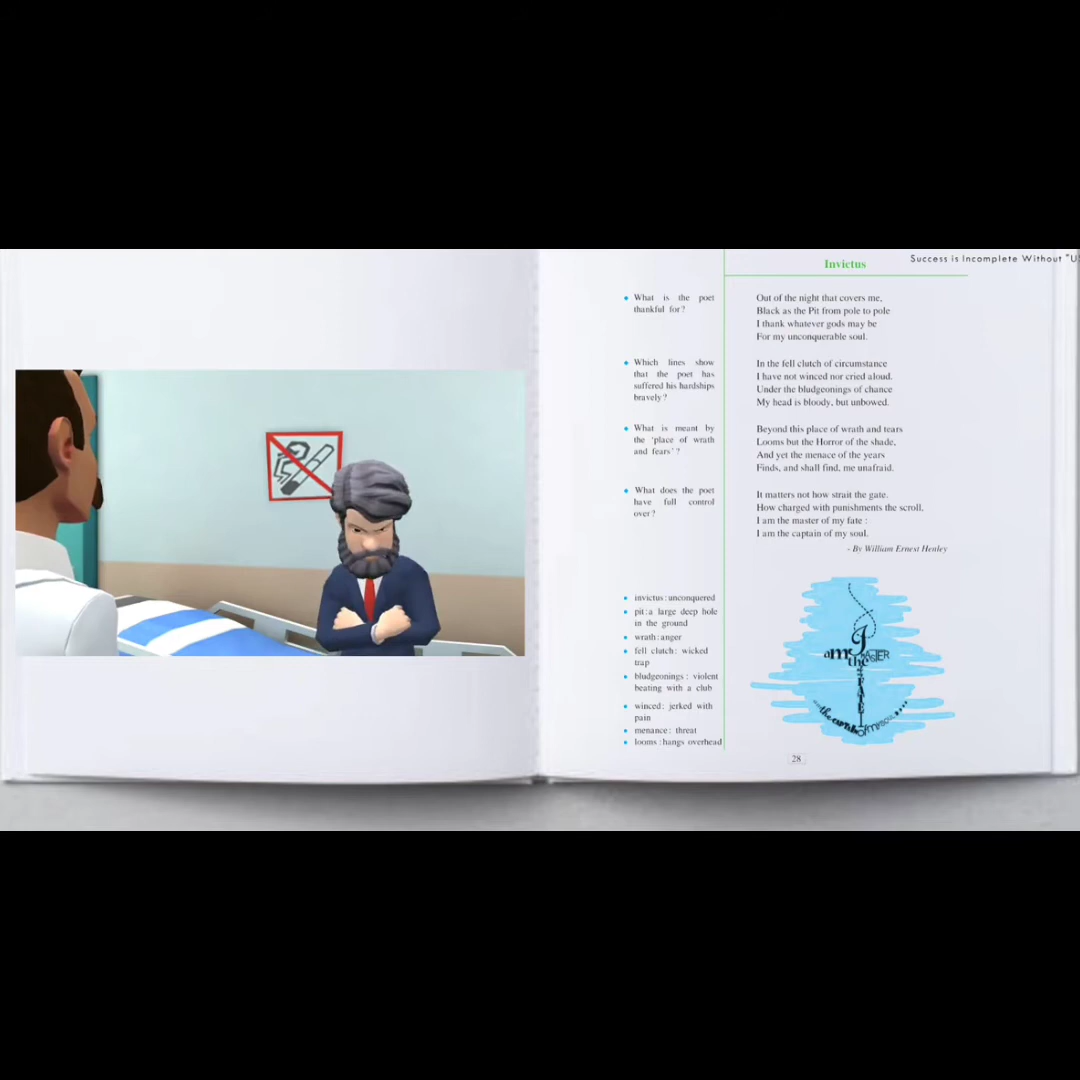 Success is Incomplete Without "U
Invictus
• What is the poet
thankful for?
• Which lines show
that the poet has
suffered his hardships
bravely?
• What is meant by
the 'place of wrath
and fears'?
• What does the poet
have full control
over?
Out of the night that covers me,
Black as the Pit from pole to pole
I thank whatever gods may be
For my unconquerable soul.
In the fell clutch of circumstance
I have not winced nor cried aloud.
Under the bludgeonings of chance
My head is bloody, but unbowed.
Beyond this place of wrath and tears
Looms but the Horror of the shade,
And yet the menace of the years
Finds, and shall find, me unafraid.
It matters not how strait the gate.
How charged with punishments the scroll,
I am the master of my fate :
I am the captain of my soul.
- By William Ernest Henley
• invictus : unconquered
• pit : a large deep hole
in the ground
• wrath : anger
• fell clutch : wicked
trap
• bludgeonings : violent
beating with a club
• winced : jerked with
pain
• menance : threat
• looms : hangs overhead
I
am
the
FATE
28